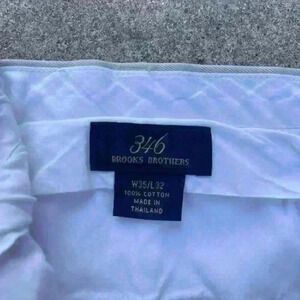 346
BROOKS BROTHERS
W35/L32
100% COTTON
MADE IN
THAILAND